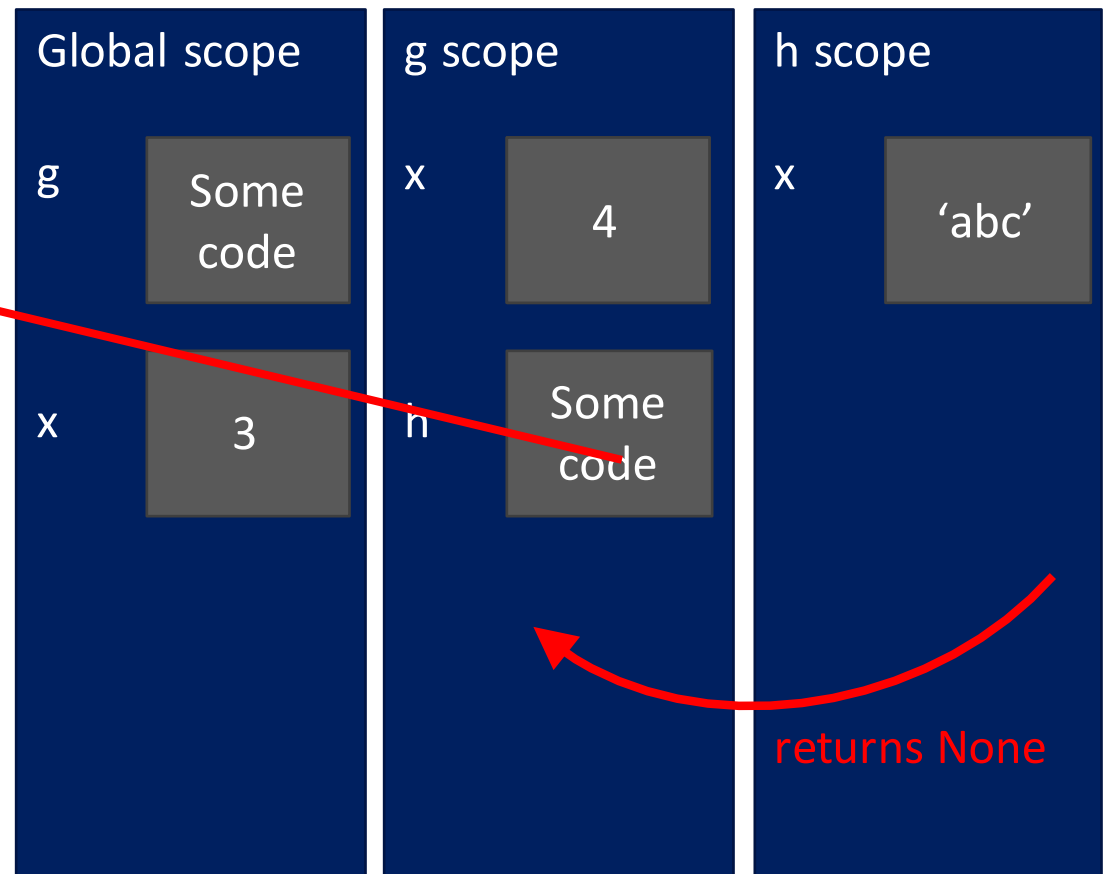 Global scope
g
Some
code
x
3
g scope
x
4
h
Some
code
h scope
x
‘abc’
returns None